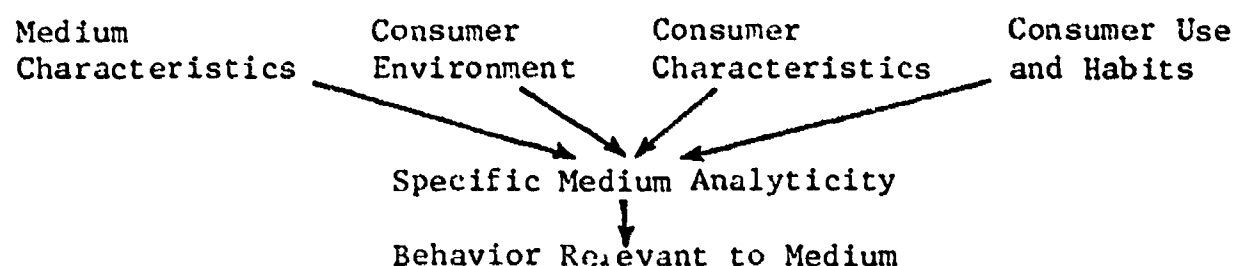 Medium Characteristics
Consumer Environment
Consumer Characteristics
Consumer Use and Habits
Specific Medium Analyticity
Behavior Relevant to Medium